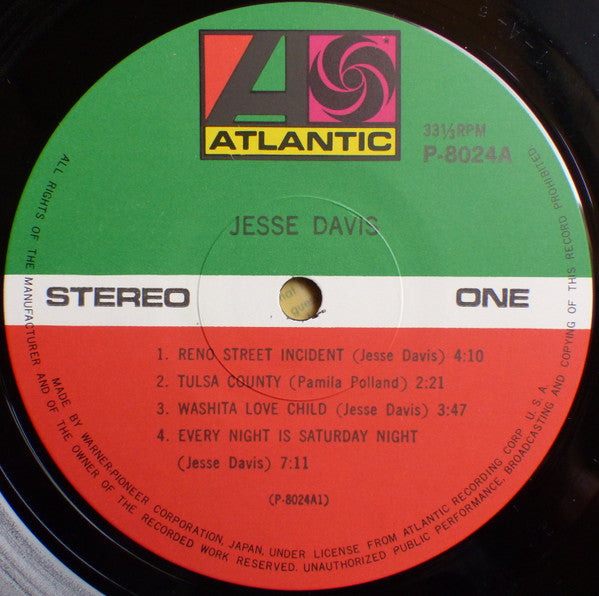 ATLANTIC
33⅓RPM
P-8024A
JESSE DAVIS
STEREO
ONE
1. RENO STREET INCIDENT (Jesse Davis) 4:10
2. TULSA COUNTY (Pamila Polland) 2:21
3. WASHITA LOVE CHILD (Jesse Davis) 3:47
4. EVERY NIGHT IS SATURDAY NIGHT
(Jesse Davis) 7:11
(P-8024A1)
MADE BY WARNER-PIONEER CORPORATION, JAPAN, UNDER LICENSE FROM ATLANTIC RECORDING CORP. U.S.A.
ALL RIGHTS OF THE MANUFACTURER AND OF THE OWNER OF THE RECORDED WORK RESERVED. UNAUTHORIZED PUBLIC PERFORMANCE, BROADCASTING AND COPYING OF THIS RECORD PROHIBITED.